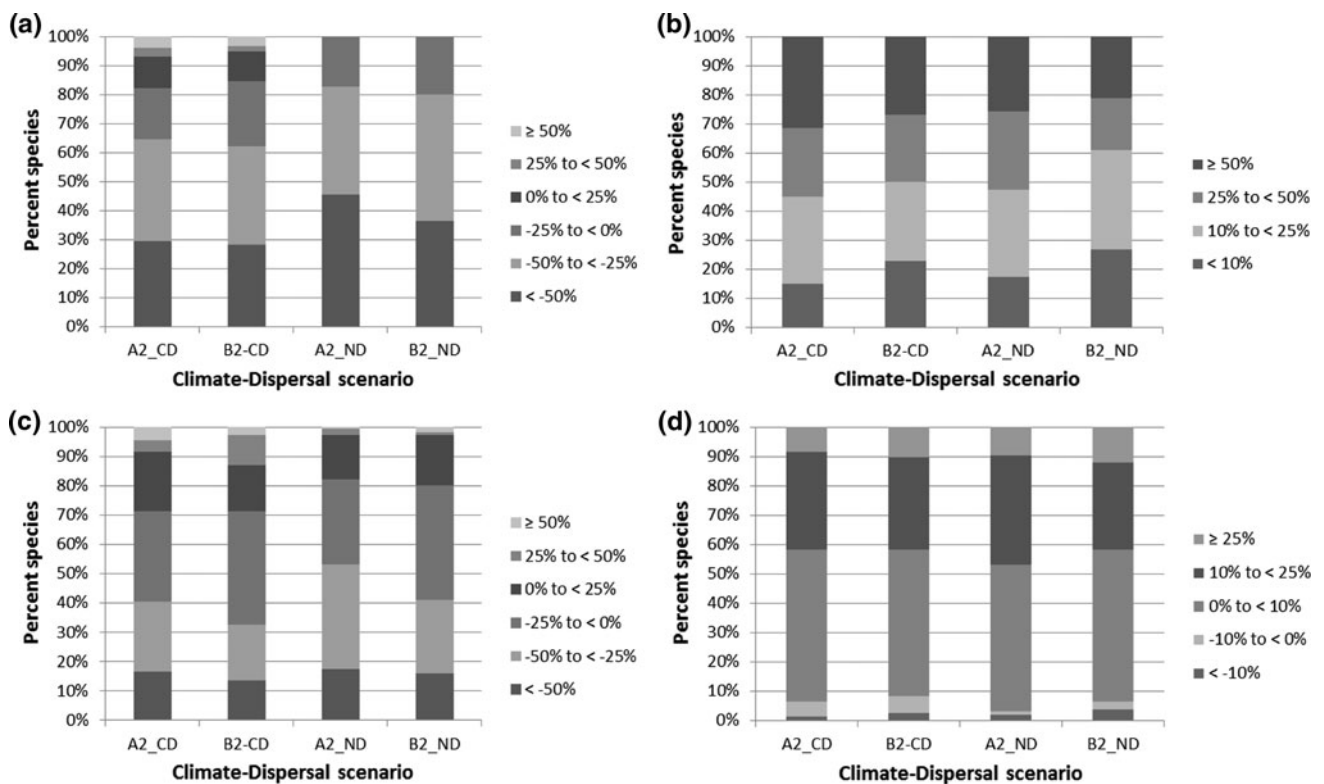 (a)
100%
90%
80%
70%
60%
50%
40%
30%
20%
10%
0%
Percent species
A2_CD
B2-CD
A2_ND
B2_ND
Climate-Dispersal scenario
≥ 50%
25% to < 50%
0% to < 25%
-25% to < 0%
-50% to < -25%
< -50%
(b)
100%
90%
80%
70%
60%
50%
40%
30%
20%
10%
0%
Percent species
A2_CD
B2-CD
A2_ND
B2_ND
Climate-Dispersal scenario
≥ 50%
25% to < 50%
10% to < 25%
< 10%
(c)
100%
90%
80%
70%
60%
50%
40%
30%
20%
10%
0%
Percent species
A2_CD
B2-CD
A2_ND
B2_ND
Climate-Dispersal scenario
≥ 50%
25% to < 50%
0% to < 25%
-25% to < 0%
-50% to < -25%
< -50%
(d)
100%
90%
80%
70%
60%
50%
40%
30%
20%
10%
0%
Percent species
A2_CD
B2-CD
A2_ND
B2_ND
Climate-Dispersal scenario
≥ 25%
10% to < 25%
0% to < 10%
-10% to < 0%
< -10%